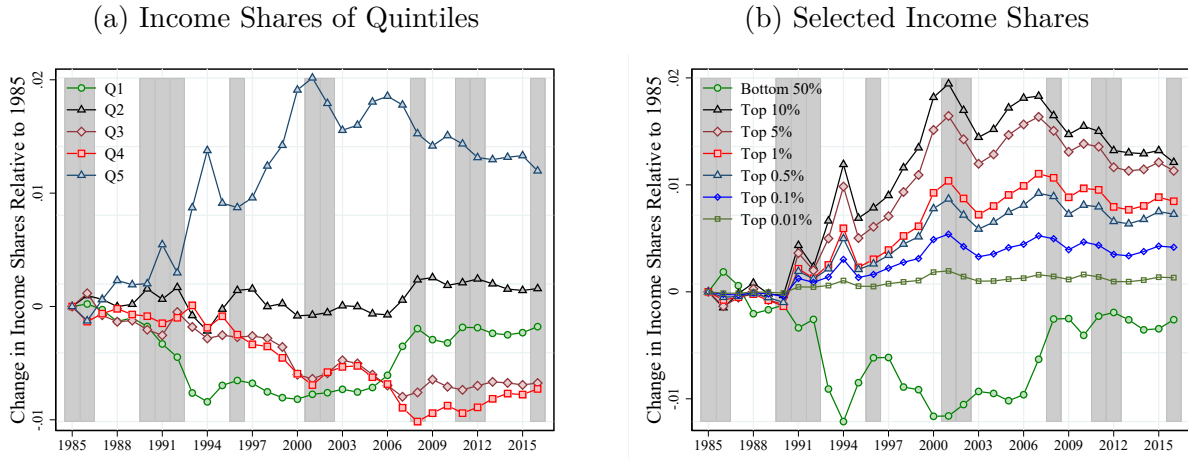 (a) Income Shares of Quintiles
Change in Income Shares Relative to 1985
.02
.01
0
-.01
Q1
Q2
Q3
Q4
Q5
1985 1988 1991 1994 1997 2000 2003 2006 2009 2012 2015
(b) Selected Income Shares
Change in Income Shares Relative to 1985
.02
.01
0
-.01
Bottom 50%
Top 10%
Top 5%
Top 1%
Top 0.5%
Top 0.1%
Top 0.01%
1985 1988 1991 1994 1997 2000 2003 2006 2009 2012 2015